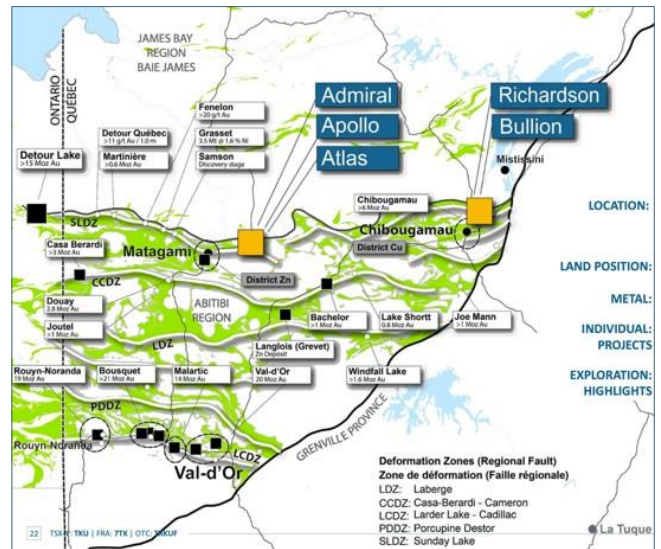 JAMES BAY
REGION
BAIE JAMES
ONTARIO
QUÉBEC
Admiral
Apollo
Atlas
Richardson
Bullion
Mistissini
Fenelon
>20 g/t Au
Detour Québec
>11 g/t Au / 1.0 m
Grasset
3.5 Mt @ 1.6 % Ni
Martinière
>0.6 Moz Au
Samson
Discovery stage
Detour Lake
>15 Moz Au
Chibougamau
>6 Moz Au
LOCATION:
SLDZ
Casa Berardi
>3 Moz Au
Matagami
Chibougamau
District Cu
CCDZ
District Zn
LAND POSITION:
ABITIBI
REGION
Douay
2.8 Moz Au
METAL:
Joutel
>1 Moz Au
Bachelor
>1 Moz Au
Lake Shortt
0.8 Moz Au
Joe Mann
>1 Moz Au
INDIVIDUAL:
PROJECTS
LDZ
Langlois (Grevet)
Zn Deposit
Rouyn-Noranda
19 Moz Au
Bousquet
>21 Moz Au
Malartic
14 Moz Au
Val-d'Or
20 Moz Au
Windfall Lake
>1.6 Moz Au
EXPLORATION:
HIGHLIGHTS
PDDZ
GRENVILLE PROVINCE
Rouyn-Noranda
LCDZ
Val-d'Or
Deformation Zones (Regional Fault)
Zone de déformation (Faille régionale)
LDZ: Laberge
CCDZ: Casa-Berardi - Cameron
LCDZ: Larder Lake - Cadillac
PDDZ: Porcupine Destor
SLDZ: Sunday Lake
La Tuque
22 TKU | FRA: 7TK | OTC: